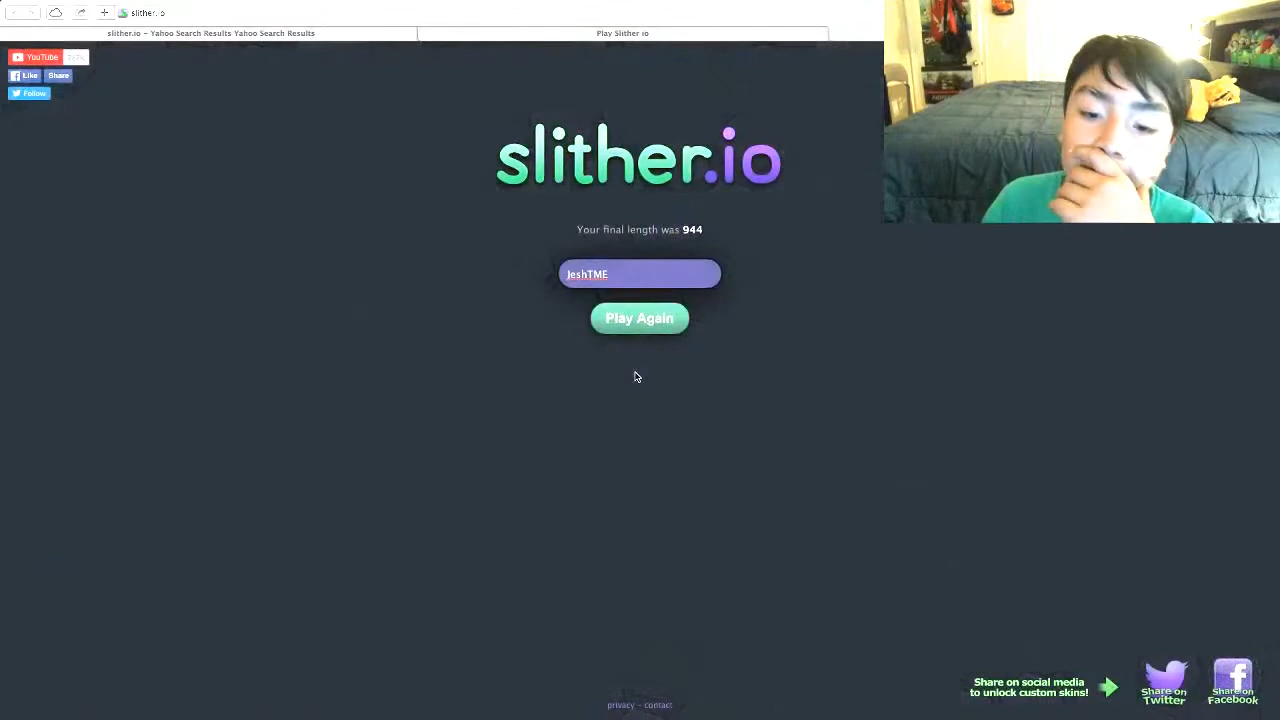 slither.io
slither.io – Yahoo Search Results Yahoo Search Results
Play Slither io
YouTube
Like Share
Follow
slither.io
Your final length was 944
JeshTME
Play Again
Share on social media
to unlock custom skins!
Share on
Twitter
Share on
Facebook
privacy – contact